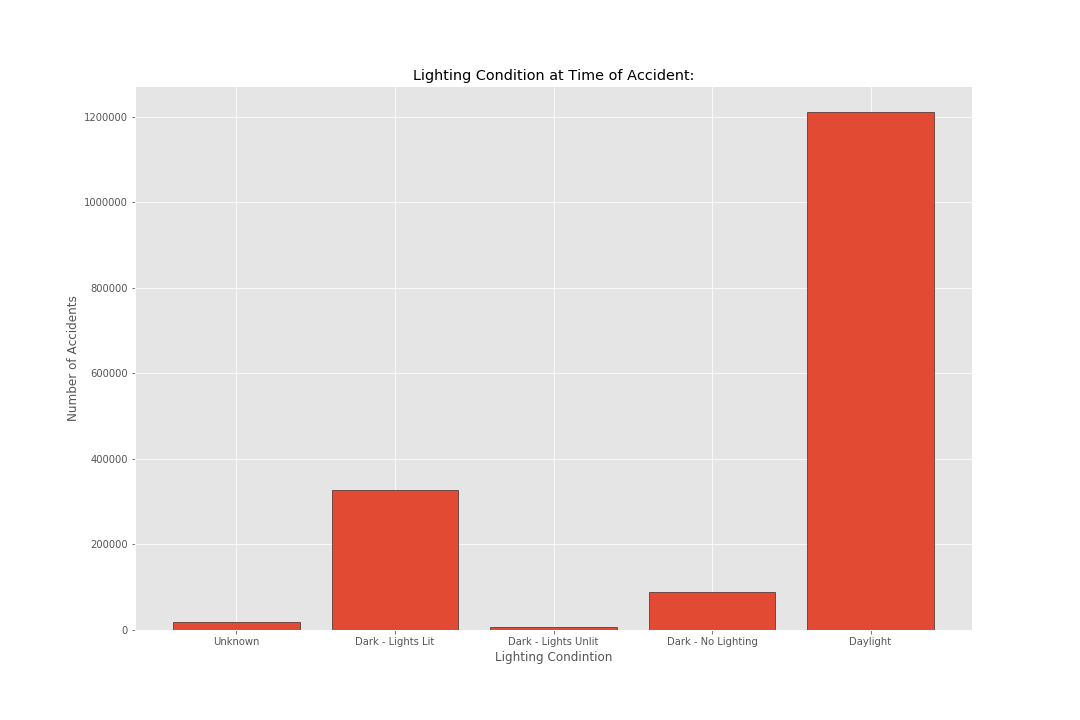 Lighting Condition at Time of Accident:
1200000
1000000
800000
600000
400000
200000
0
Number of Accidents
Unknown
Dark - Lights Lit
Dark - Lights Unlit
Dark - No Lighting
Daylight
Lighting Condintion